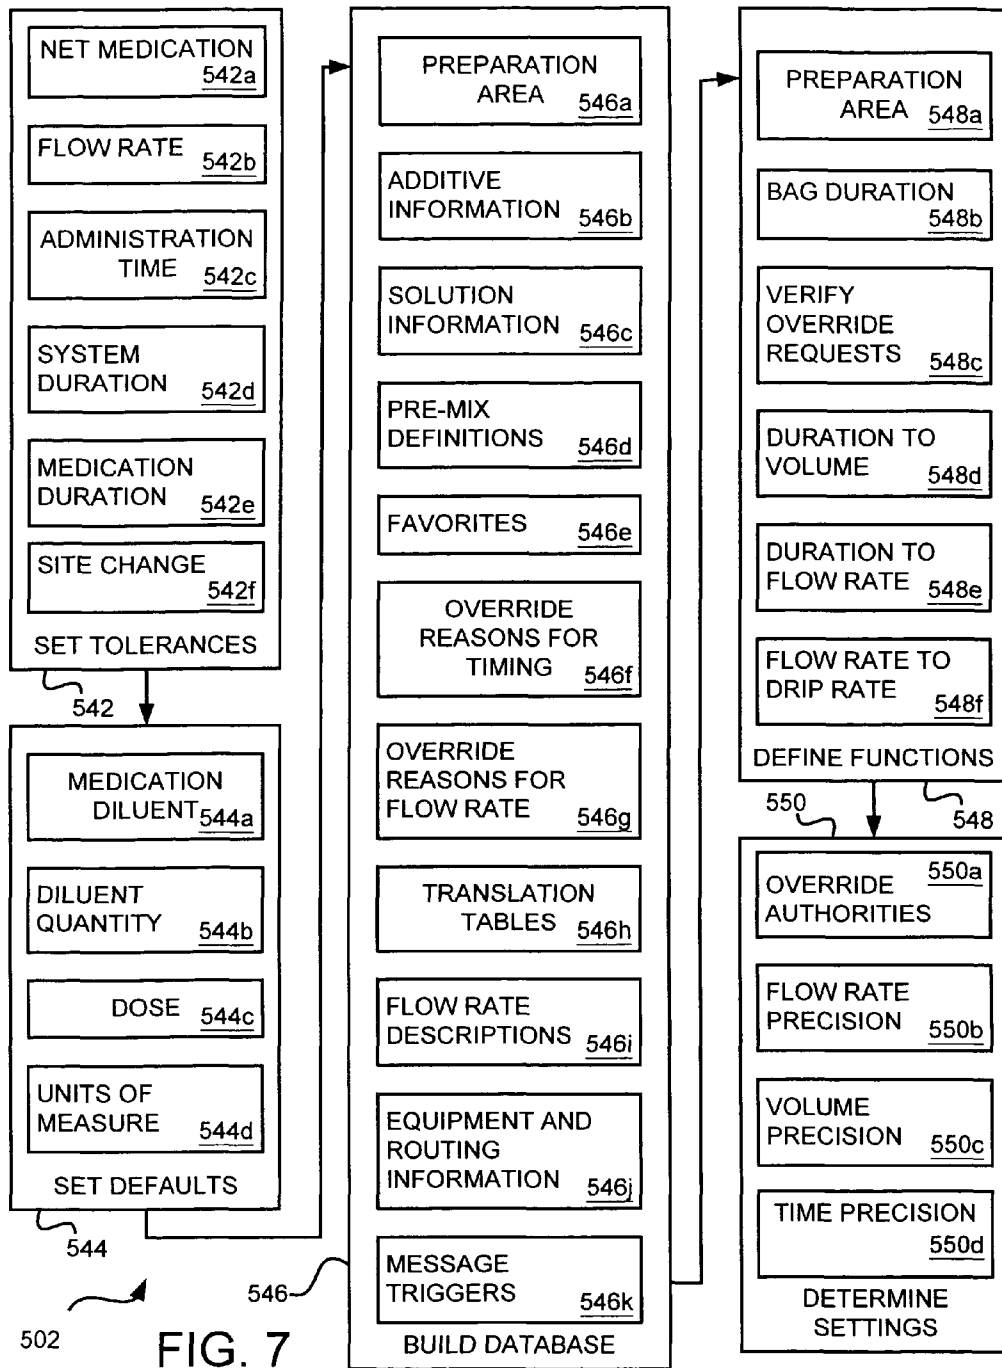 NET MEDICATION
542a
FLOW RATE
542b
ADMINISTRATION
TIME
542c
SYSTEM
DURATION
542d
MEDICATION
DURATION
542e
SITE CHANGE
542f
SET TOLERANCES
542
MEDICATION
DILUENT
544a
DILUENT
QUANTITY
544b
DOSE
544c
UNITS OF
MEASURE
544d
SET DEFAULTS
544
502
FIG. 7
PREPARATION
AREA
546a
ADDITIVE
INFORMATION
546b
SOLUTION
INFORMATION
546c
PRE-MIX
DEFINITIONS
546d
FAVORITES
546e
OVERRIDE
REASONS FOR
TIMING
546f
OVERRIDE
REASONS FOR
FLOW RATE
546g
TRANSLATION
TABLES
546h
FLOW RATE
DESCRIPTIONS
546i
EQUIPMENT AND
ROUTING
INFORMATION
546j
MESSAGE
TRIGGERS
546k
BUILD DATABASE
546
PREPARATION
AREA
548a
BAG DURATION
548b
VERIFY
OVERRIDE
REQUESTS
548c
DURATION TO
VOLUME
548d
DURATION TO
FLOW RATE
548e
FLOW RATE TO
DRIP RATE
548f
DEFINE FUNCTIONS
548
550
550a
OVERRIDE
AUTHORITIES
FLOW RATE
PRECISION
550b
VOLUME
PRECISION
550c
TIME PRECISION
550d
DETERMINE
SETTINGS